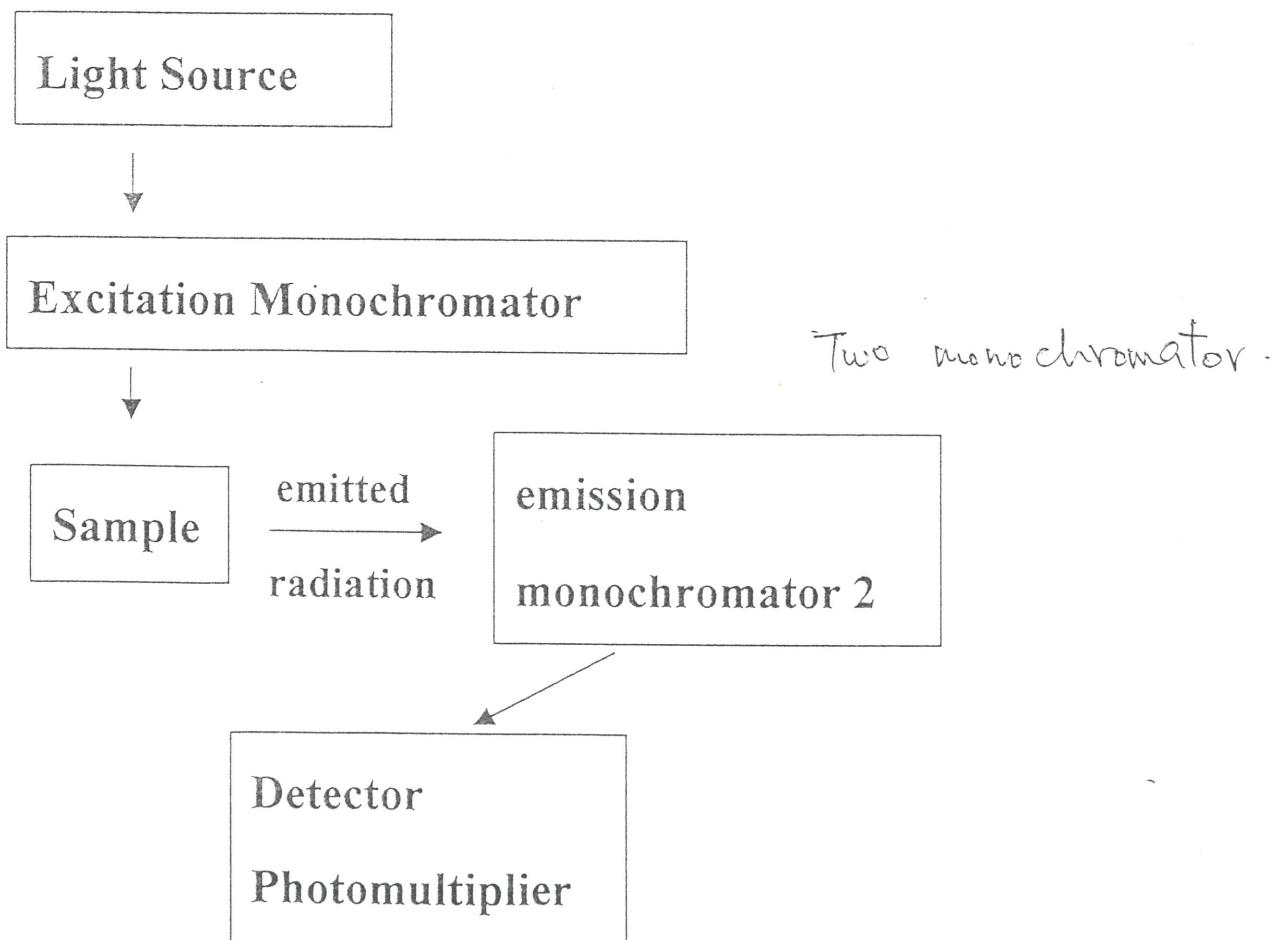 Light Source
Excitation Monochromator
Two monochromator.
Sample
emitted
radiation
emission
monochromator 2
Detector
Photomultiplier